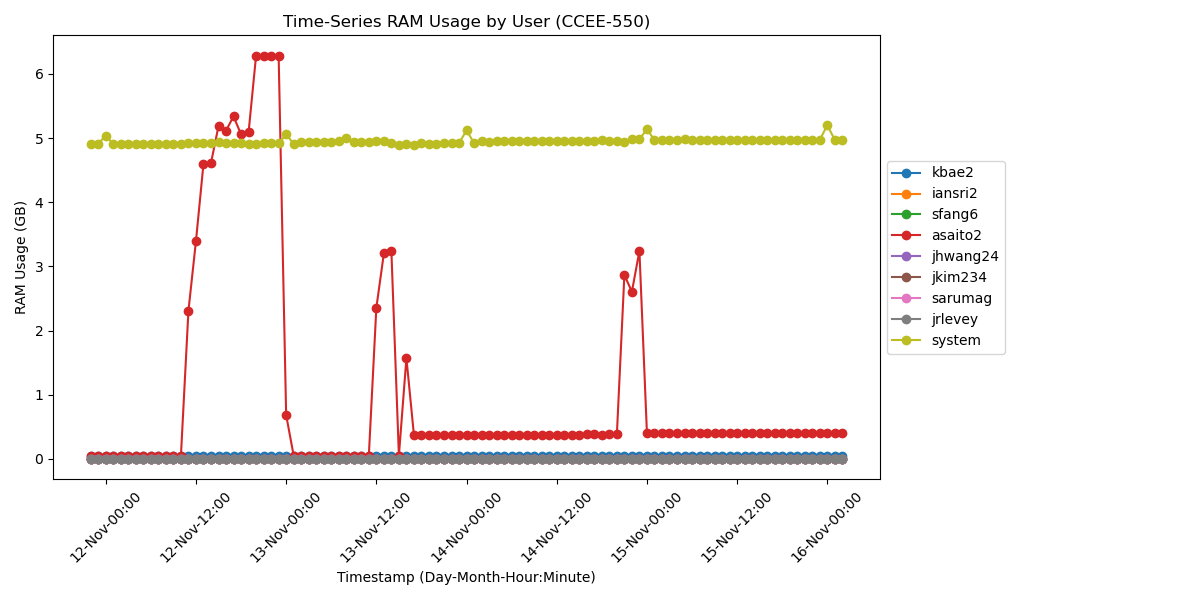 Time-Series RAM Usage by User (CCEE-550)
RAM Usage (GB)
6
5
4
3
2
1
0
12-Nov-00:00
12-Nov-12:00
13-Nov-00:00
13-Nov-12:00
14-Nov-00:00
14-Nov-12:00
15-Nov-00:00
15-Nov-12:00
16-Nov-00:00
Timestamp (Day-Month-Hour:Minute)
kbae2
iansri2
sfang6
asaito2
jhwang24
jkim234
sarumag
jrlevey
system